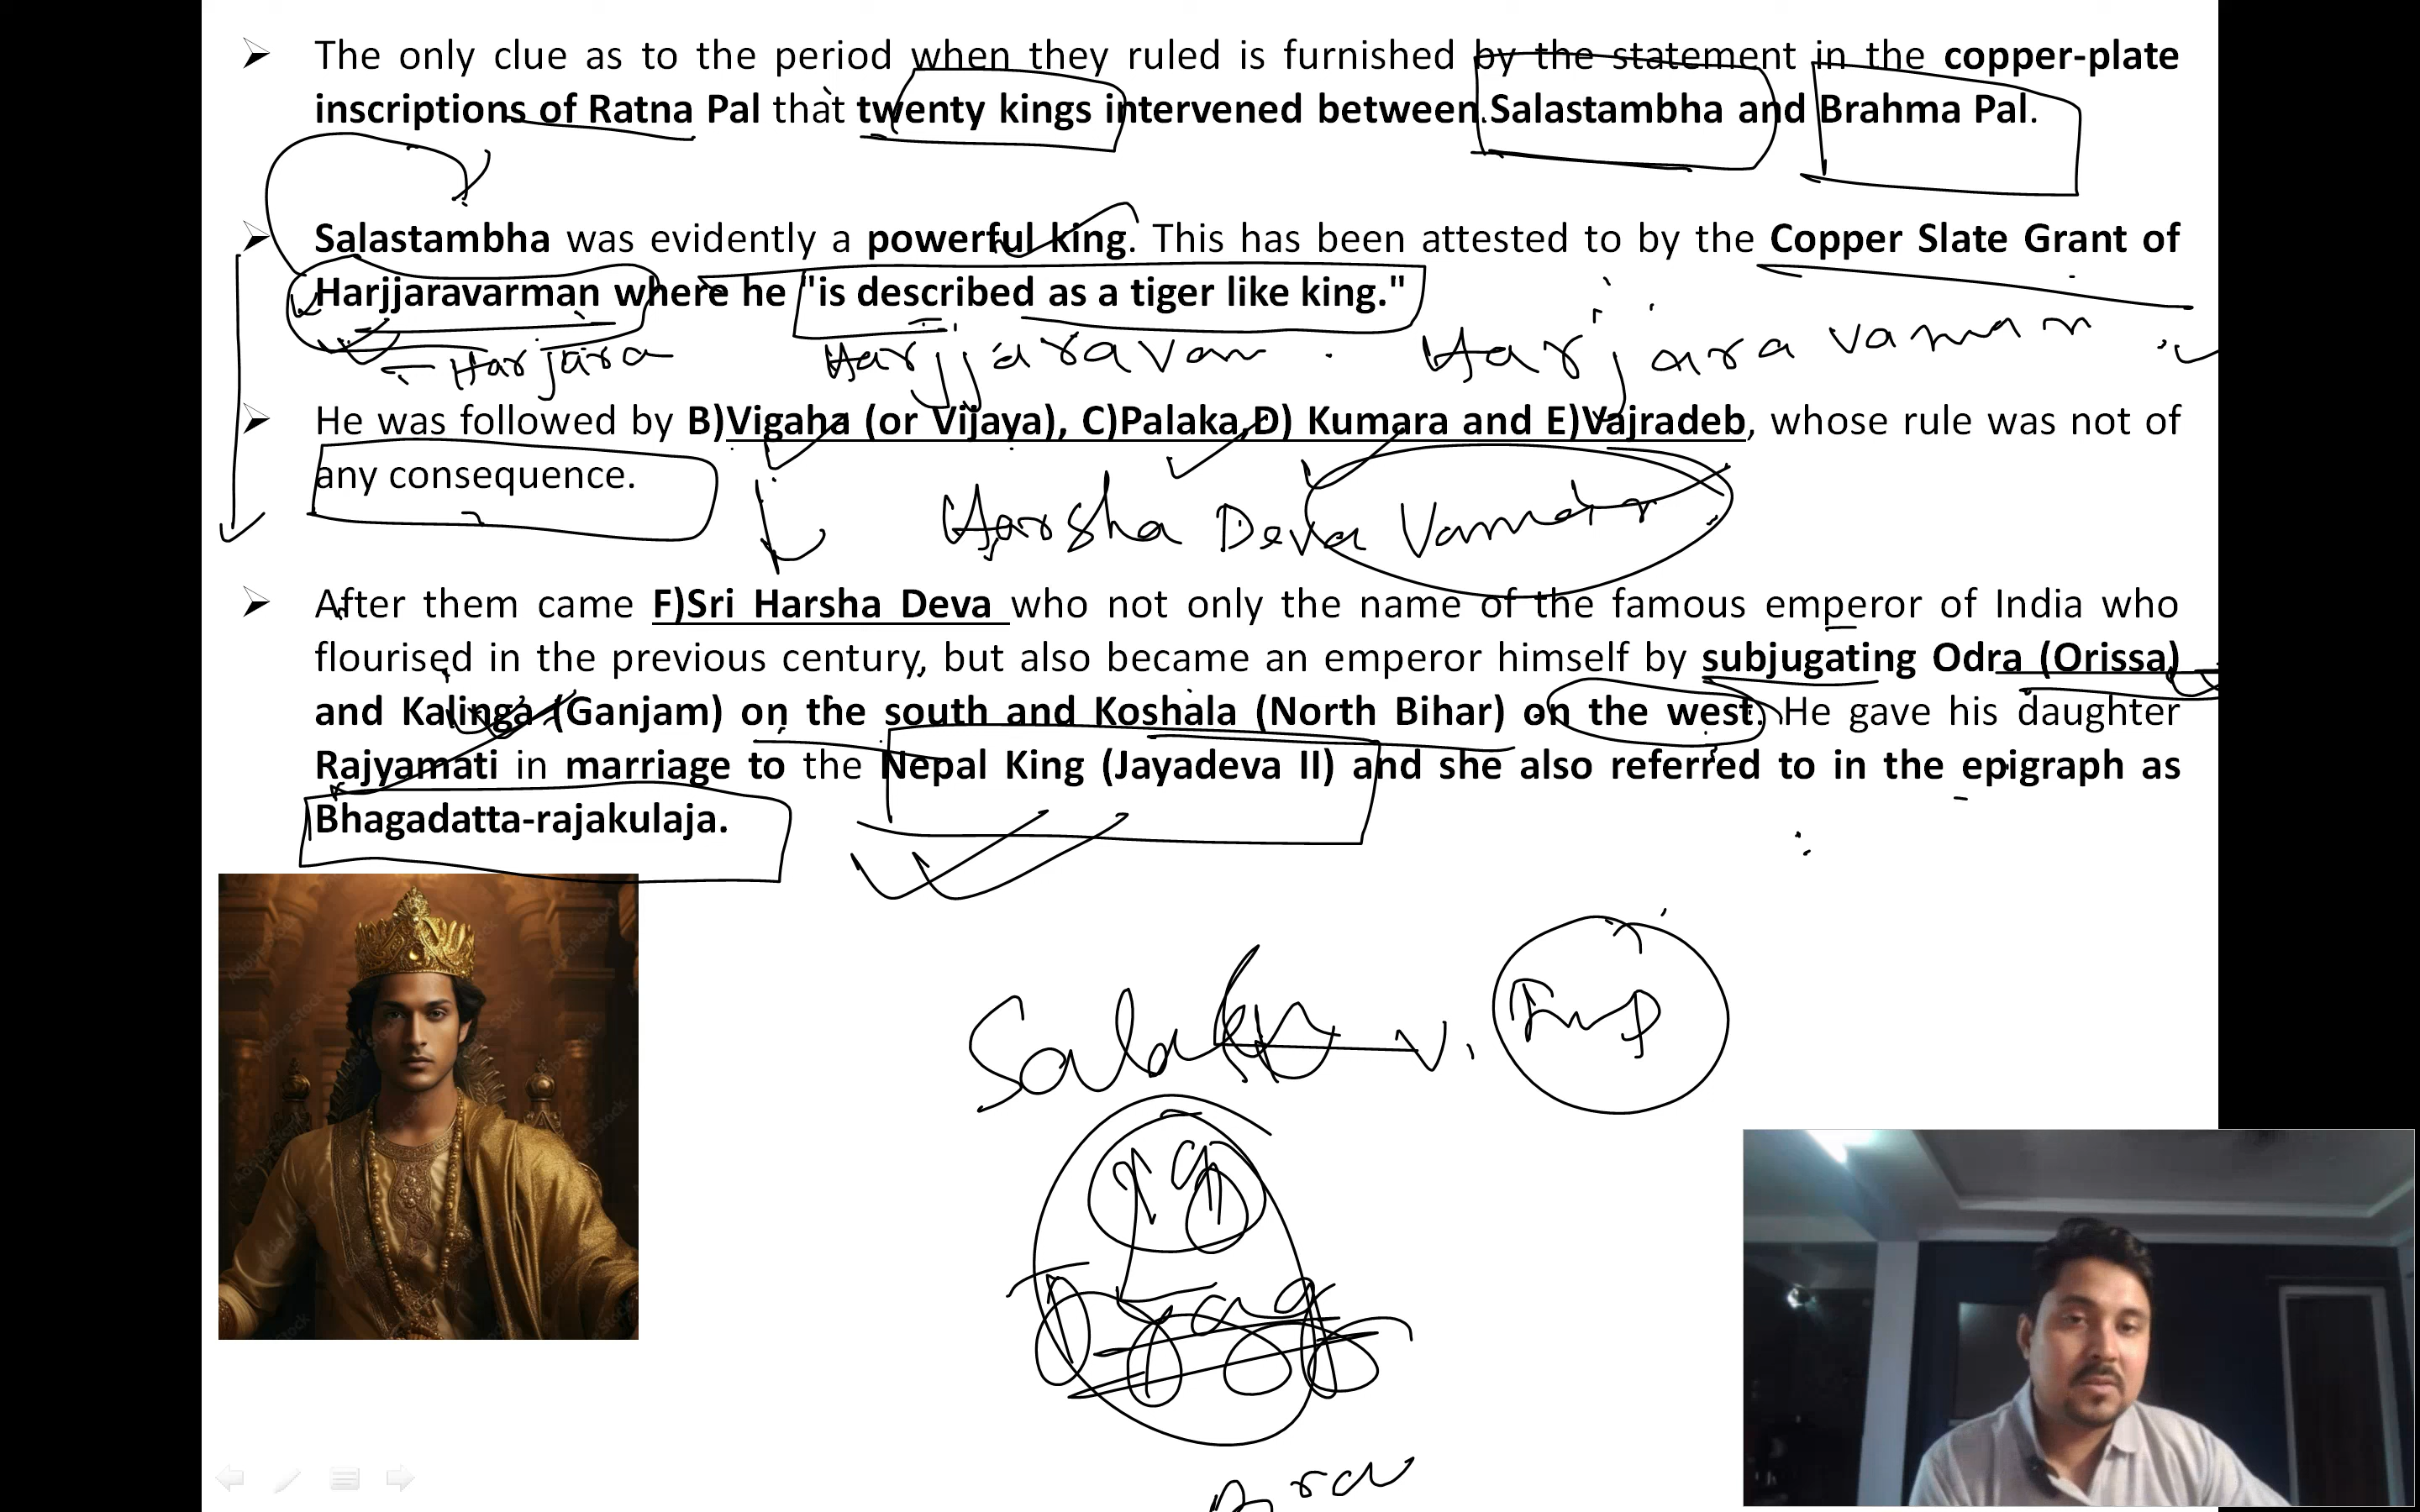 The only clue as to the period when they ruled is furnished by the statement in the copper-plate
inscriptions of Ratna Pal that twenty kings intervened between Salastambha and Brahma Pal.
Salastambha was evidently a powerful king. This has been attested to by the Copper Slate Grant of
Harjjaravarman where he "is described as a tiger like king."
Harjara Harjjaravan Harjara Vaman
He was followed by B)Vigaha (or Vijaya), C)Palaka,D) Kumara and E)Vajradeb, whose rule was not of
any consequence.
Harsha Deva
After them came F)Sri Harsha Deva who not only the name of the famous emperor of India who
flourised in the previous century, but also became an emperor himself by subjugating Odra (Orissa)
and Kalinga (Ganjam) on the south and Koshala (North Bihar) on the west. He gave his daughter
Rajyamati in marriage to the Nepal King (Jayadeva II) and she also referred to in the epigraph as
Bhagadatta-rajakulaja.
Imp